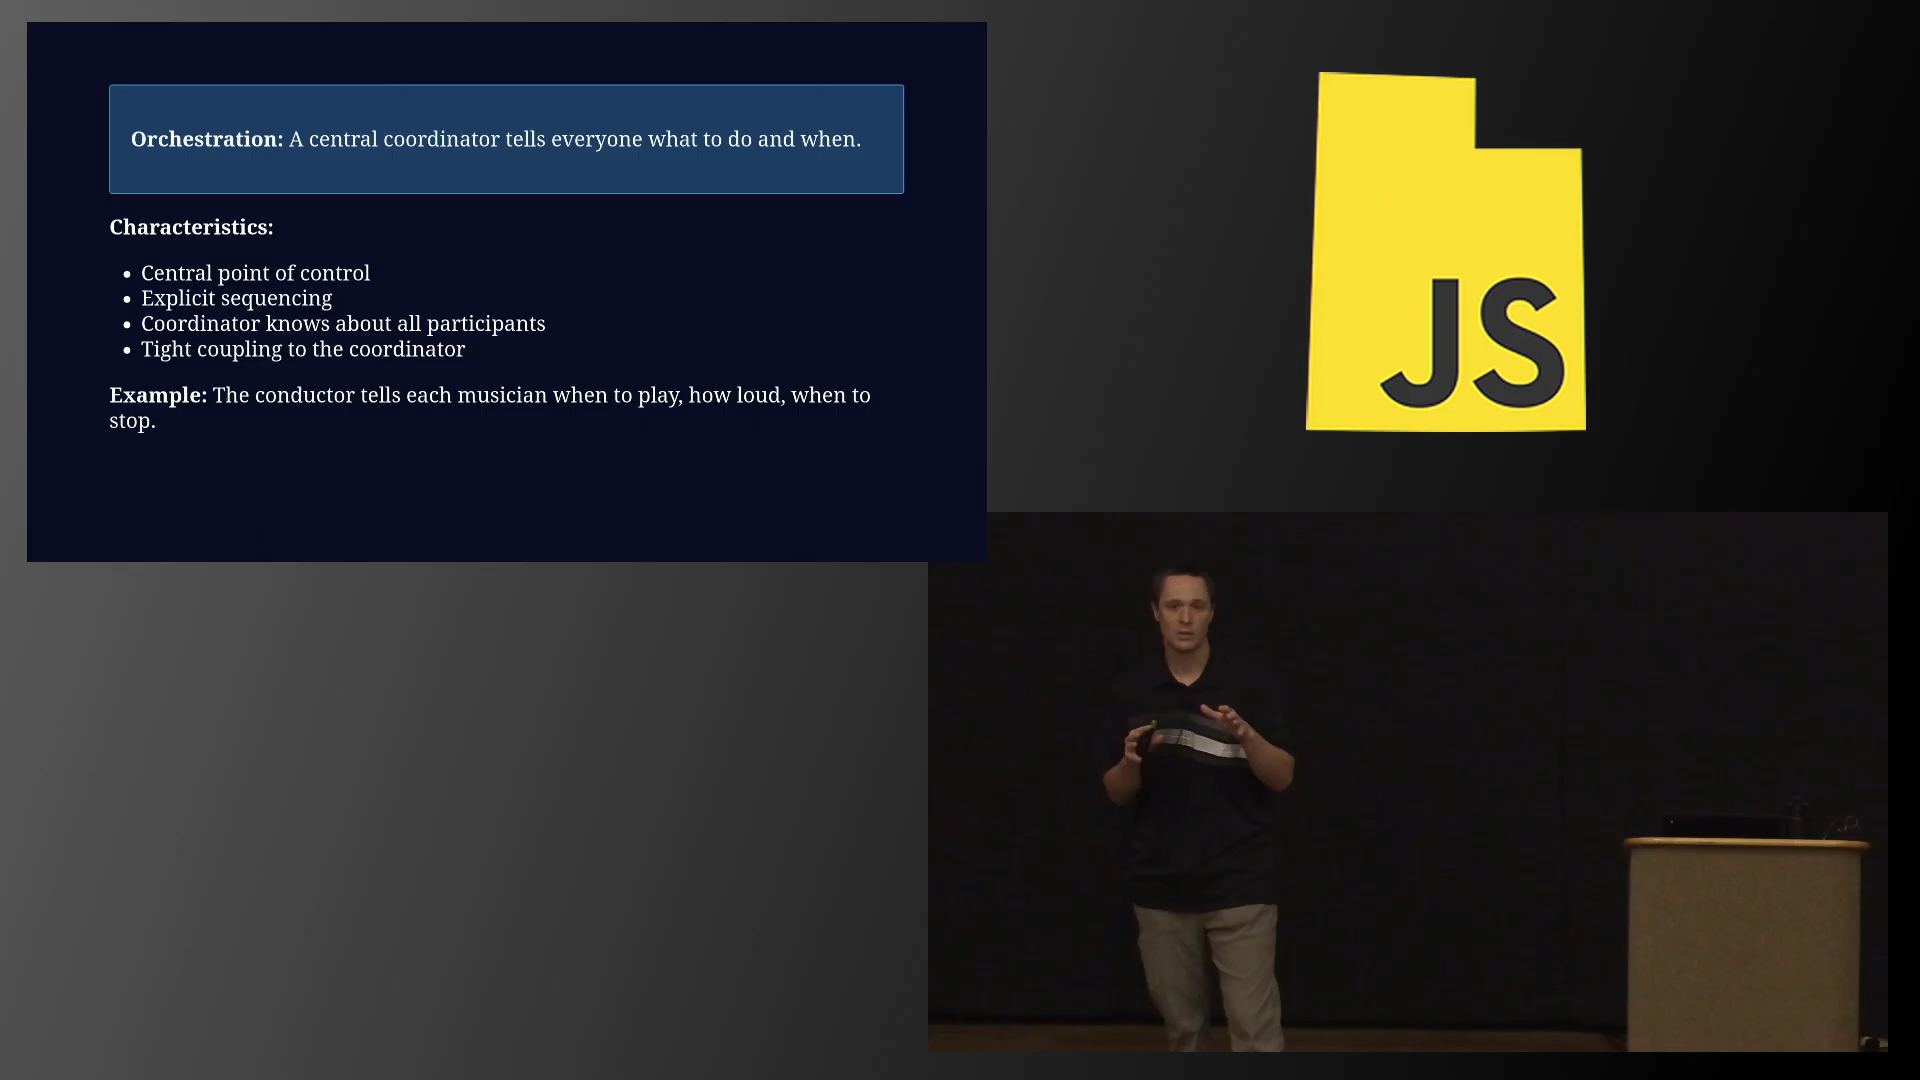 Orchestration: A central coordinator tells everyone what to do and when.
Characteristics:
• Central point of control
• Explicit sequencing
• Coordinator knows about all participants
• Tight coupling to the coordinator
Example: The conductor tells each musician when to play, how loud, when to
stop.
JS